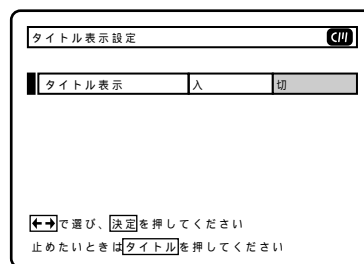 タイトル表示設定 CM
タイトル表示 入 切
←→で選び、決定を押してください
止めたいときはタイトルを押してください